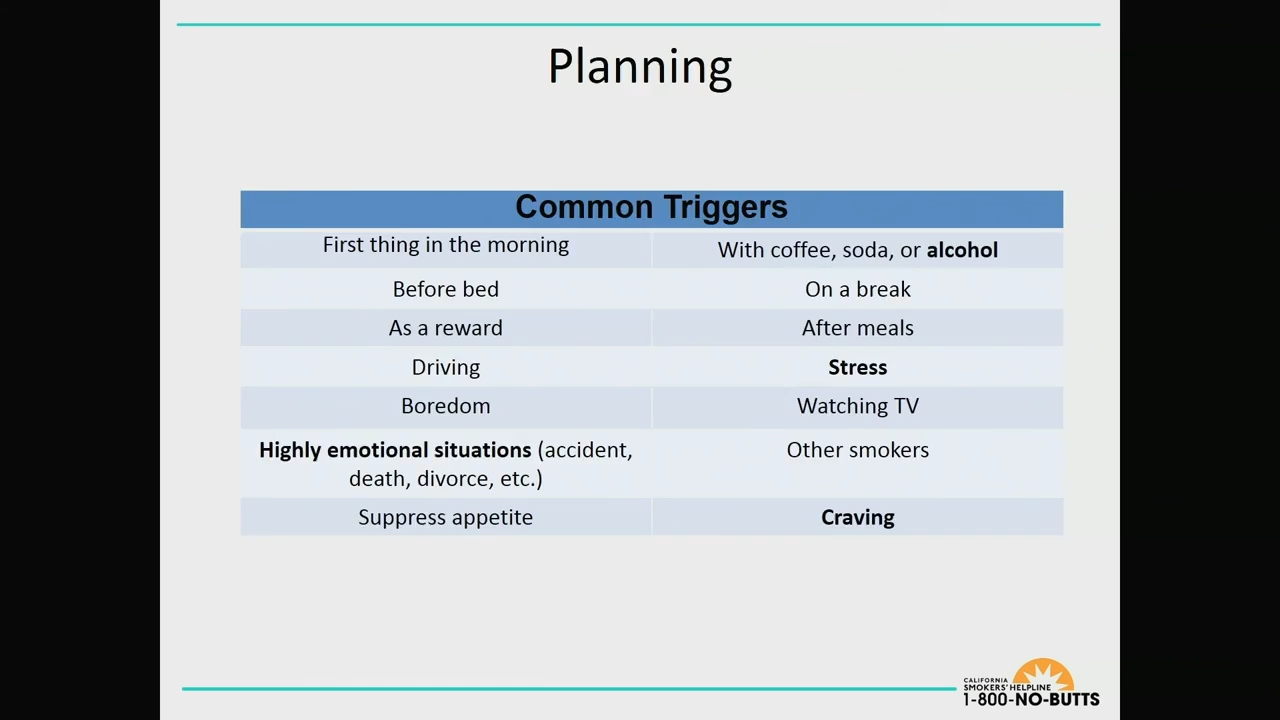 Planning
Common Triggers
First thing in the morning
With coffee, soda, or alcohol
Before bed
On a break
As a reward
After meals
Driving
Stress
Boredom
Watching TV
Highly emotional situations (accident,
death, divorce, etc.)
Other smokers
Suppress appetite
Craving
CALIFORNIA
SMOKERS' HELPLINE
1-800-NO-BUTTS